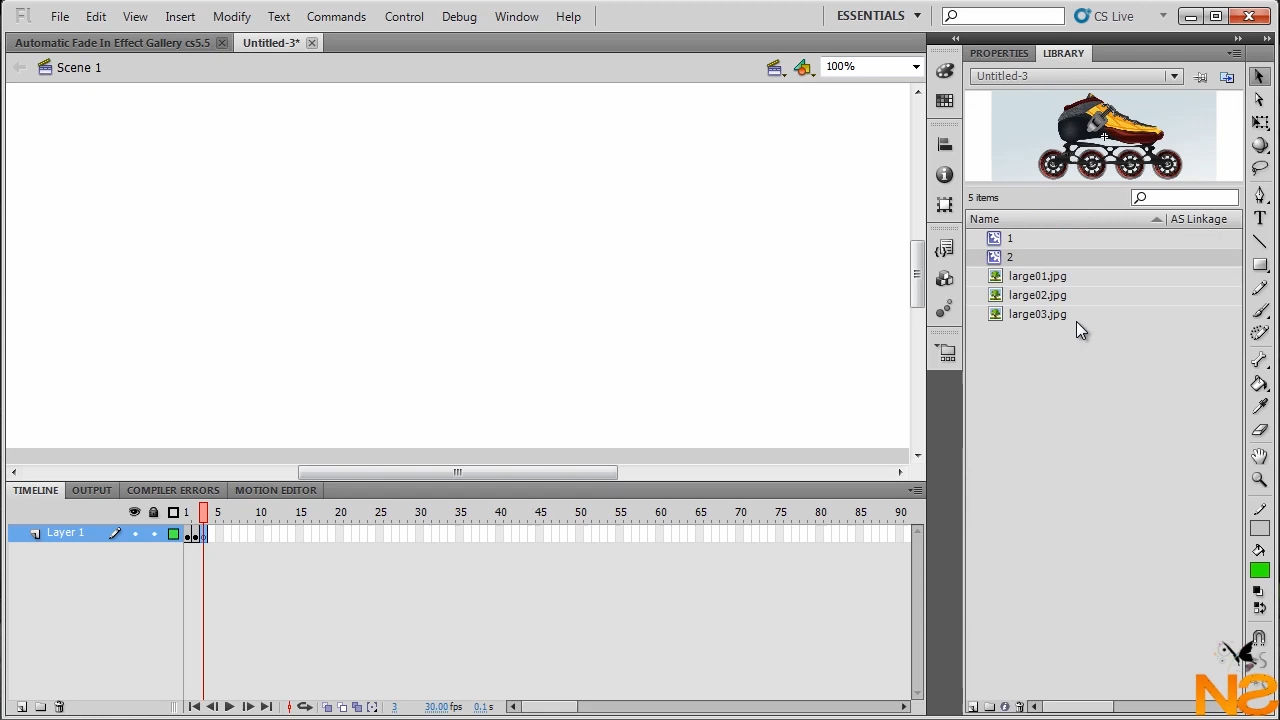 Fl File Edit View Insert Modify Text Commands Control Debug Window Help ESSENTIALS CS Live
Automatic Fade In Effect Gallery cs5.5 Untitled-3*
Scene 1 100%
PROPERTIES LIBRARY
Untitled-3
5 items
Name AS Linkage
1
2
large01.jpg
large02.jpg
large03.jpg
TIMELINE OUTPUT COMPILER ERRORS MOTION EDITOR
1 5 10 15 20 25 30 35 40 45 50 55 60 65 70 75 80 85 90
Layer 1
3 30.00 fps 0.1 s
NS